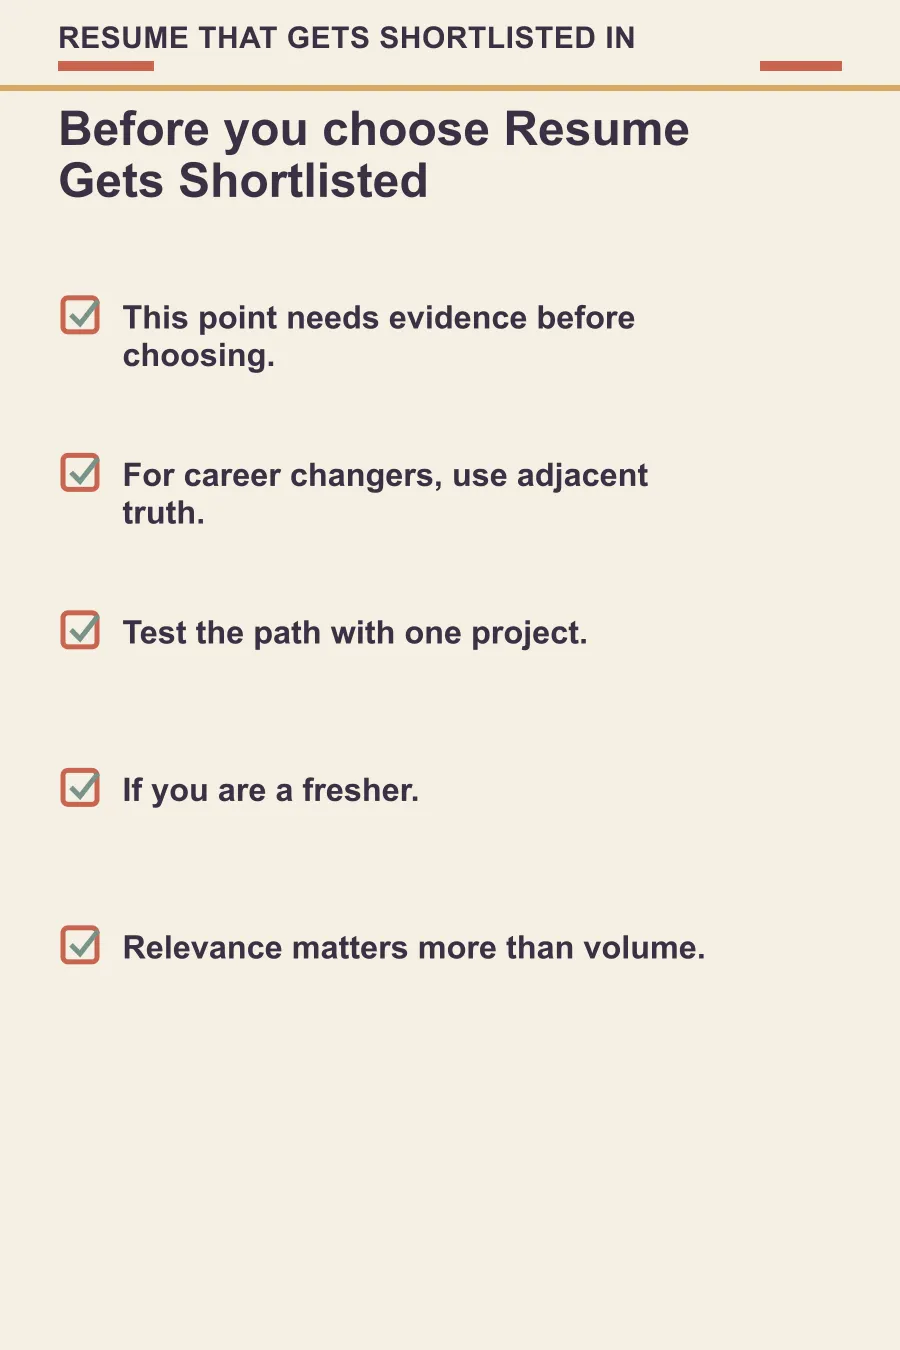 RESUME THAT GETS SHORTLISTED IN
Before you choose Resume
Gets Shortlisted
This point needs evidence before
choosing.
For career changers, use adjacent
truth.
Test the path with one project.
If you are a fresher.
Relevance matters more than volume.